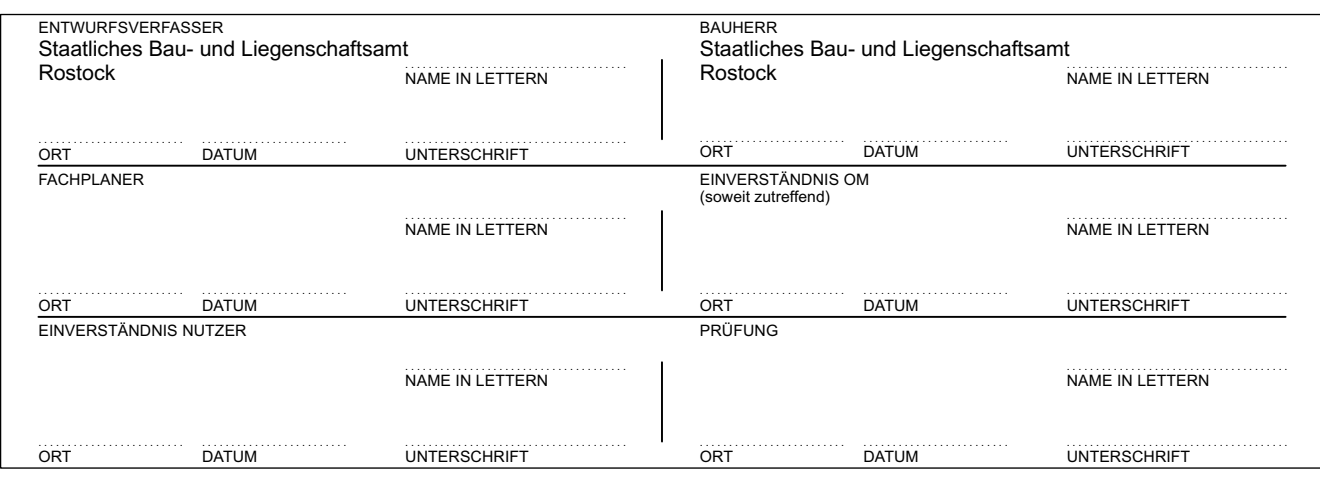 ENTWURFSVERFASSER
Staatliches Bau- und Liegenschaftsamt
Rostock
NAME IN LETTERN
ORT DATUM UNTERSCHRIFT
BAUHERR
Staatliches Bau- und Liegenschaftsamt
Rostock
NAME IN LETTERN
ORT DATUM UNTERSCHRIFT
FACHPLANER
NAME IN LETTERN
ORT DATUM UNTERSCHRIFT
EINVERSTÄNDNIS OM
(soweit zutreffend)
NAME IN LETTERN
ORT DATUM UNTERSCHRIFT
EINVERSTÄNDNIS NUTZER
NAME IN LETTERN
ORT DATUM UNTERSCHRIFT
PRÜFUNG
NAME IN LETTERN
ORT DATUM UNTERSCHRIFT